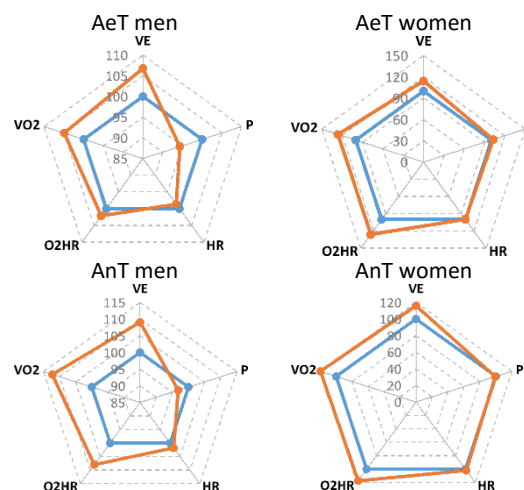 AeT men
VE
110
105
100
95
90
85
VO2
P
O2HR
HR
AeT women
VE
150
120
90
60
30
0
VO2
O2HR
HR
AnT men
VE
115
110
105
100
95
90
85
VO2
P
O2HR
HR
AnT women
VE
120
100
80
60
40
20
0
VO2
P
O2HR
HR